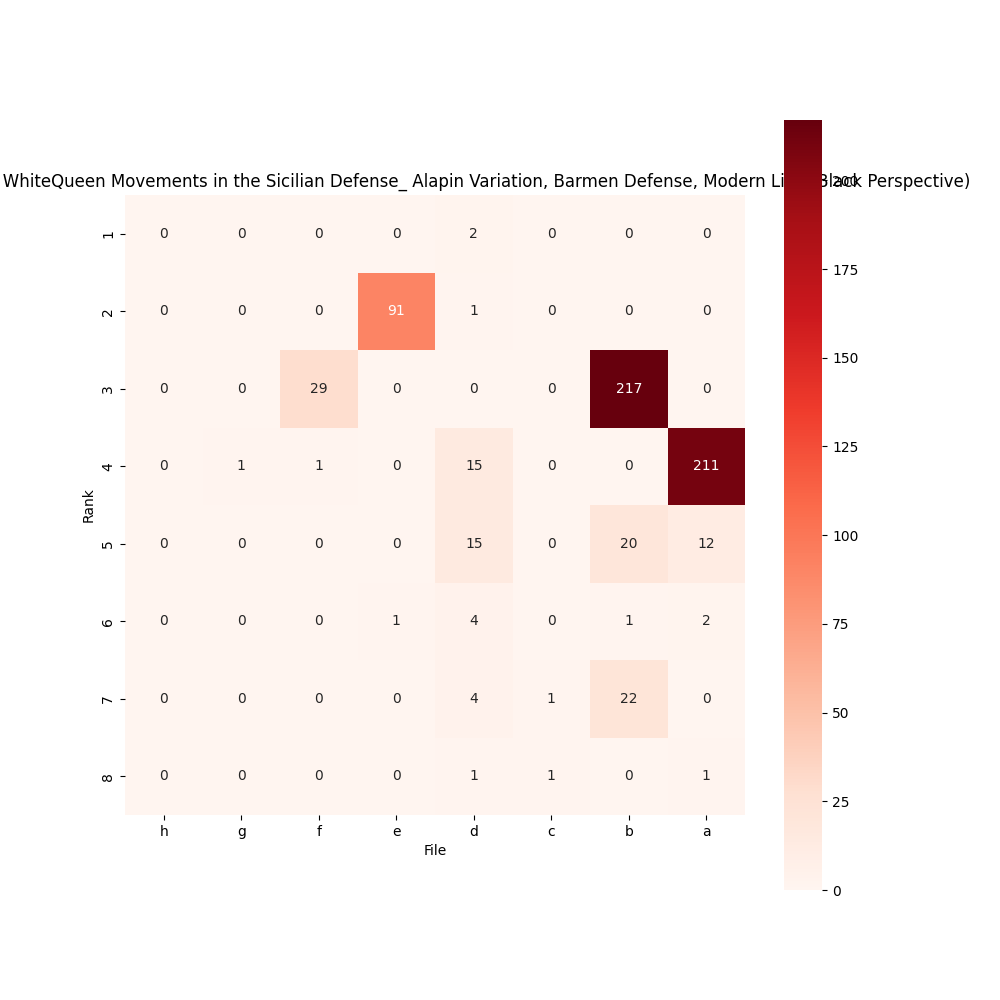 WhiteQueen Movements in the Sicilian Defense_ Alapin Variation, Barmen Defense, Modern Li Black Perspective)
200
1 0 0 0 0 2 0 0 0
2 0 0 0 91 1 0 0 0
175
3 0 0 29 0 0 0 217 0
150
4 0 1 1 0 15 0 0 211
125
Rank
5 0 0 0 0 15 0 20 12
100
6 0 0 0 1 4 0 1 2
75
7 0 0 0 0 4 1 22 0
50
8 0 0 0 0 1 1 0 1
25
h g f e d c b a
File
0